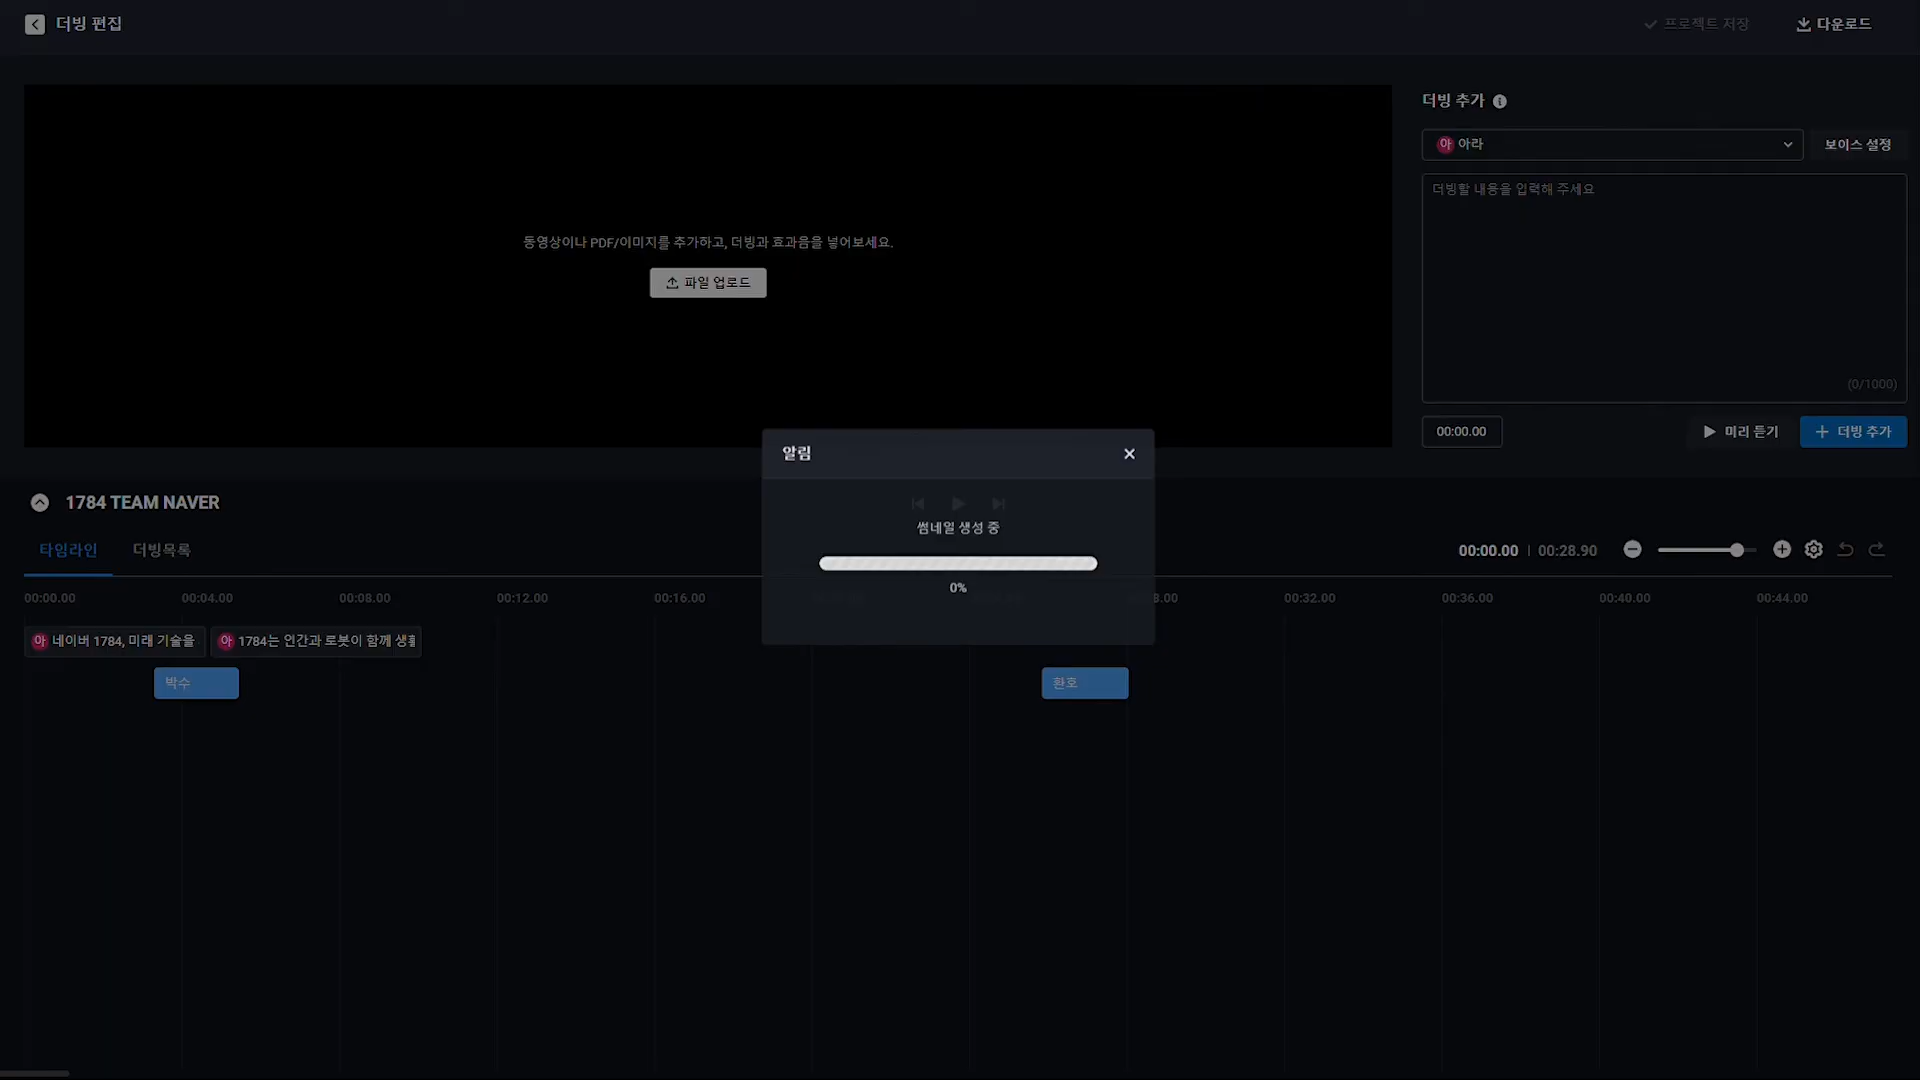 더빙 편집
프로젝트 저장
다운로드
동영상이나 PDF/이미지를 추가하고, 더빙과 효과음을 넣어보세요.
파일 업로드
더빙 추가
아 아라
보이스 설정
더빙할 내용을 입력해 주세요
(0/1000)
00:00.00
미리 듣기
더빙 추가
알림
썸네일 생성 중
0%
1784 TEAM NAVER
타임라인 더빙목록
00:00.00 | 00:28.90
00:00.00 00:04.00 00:08.00 00:12.00 00:16.00 8.00 00:32.00 00:36.00 00:40.00 00:44.00
아 네이버 1784, 미래 기술을 아 1784는 인간과 로봇이 함께 생활
박수 환호